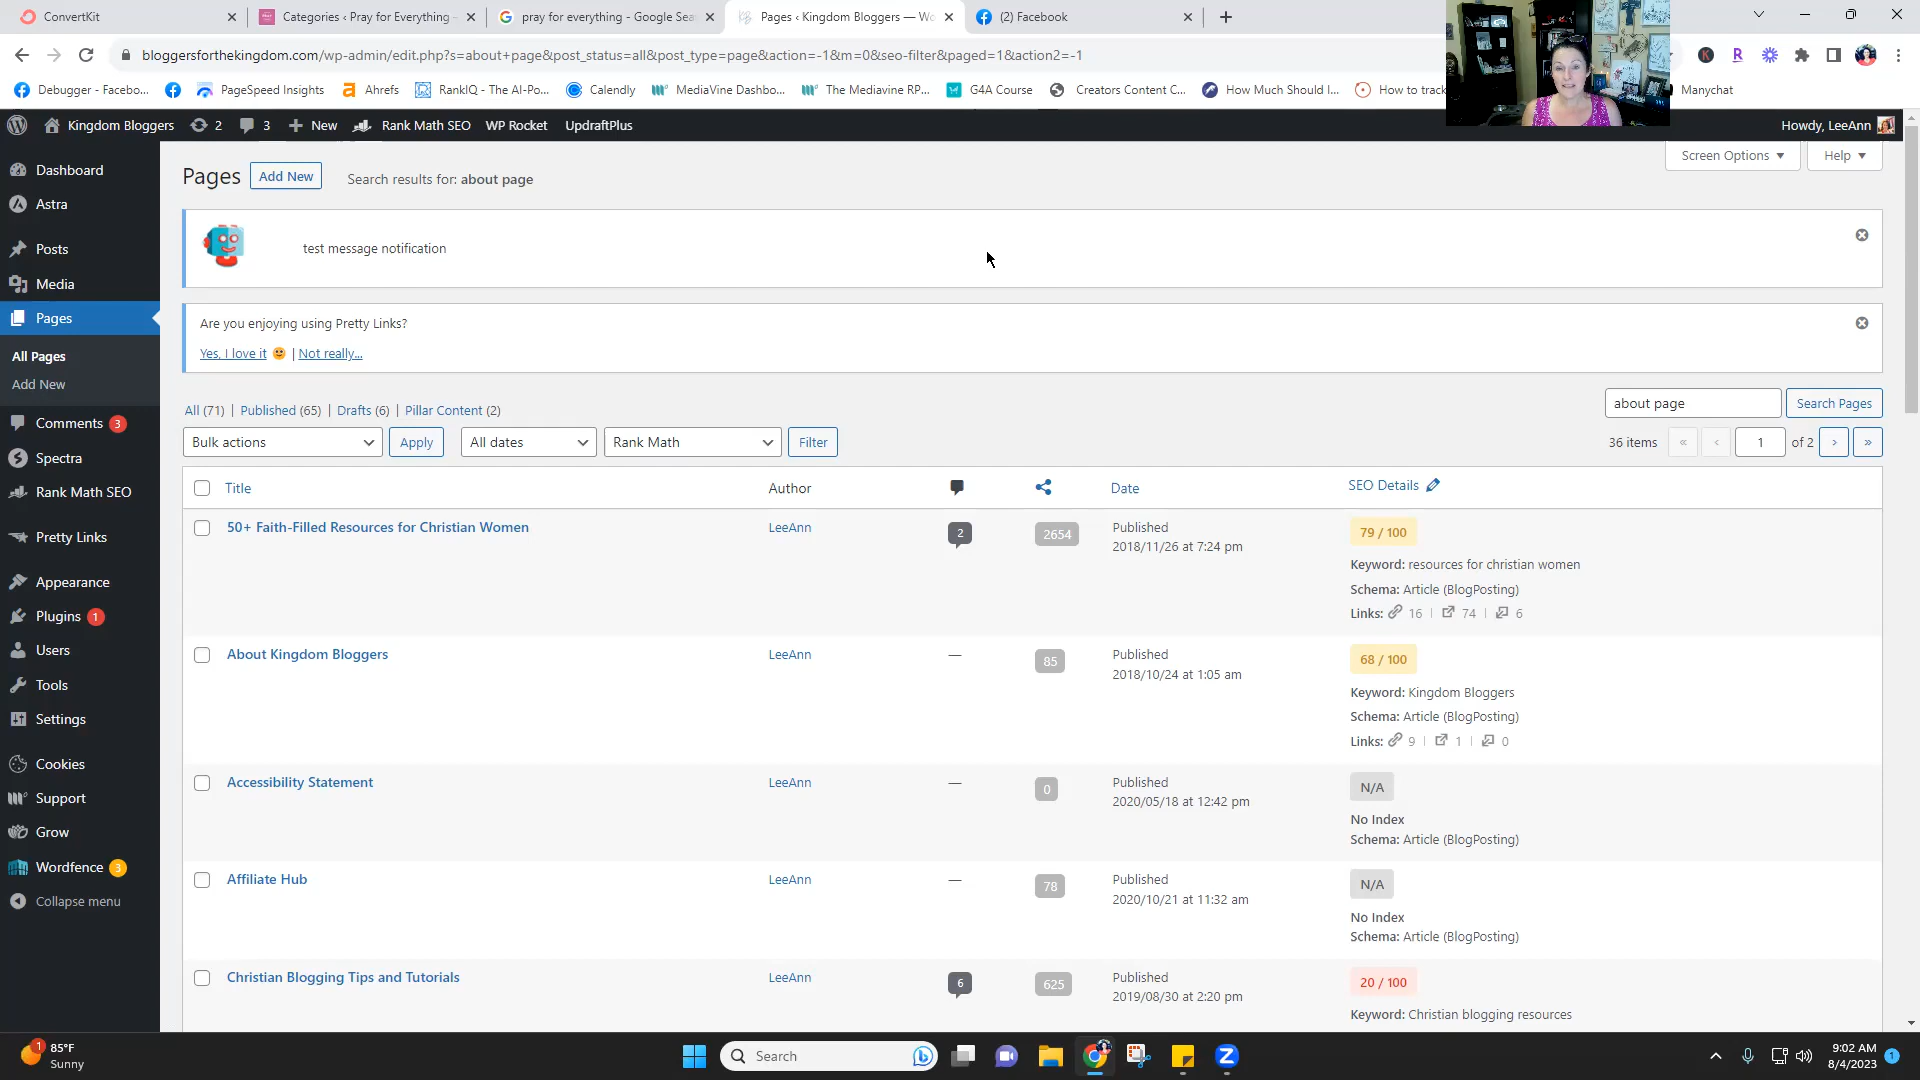 ConvertKit
Categories ‹ Pray for Everything
pray for everything - Google Sea
Pages ‹ Kingdom Bloggers — Wo
(2) Facebook
bloggersforthekingdom.com/wp-admin/edit.php?s=about+page&post_status=all&post_type=page&action=-1&m=0&seo-filter&paged=1&action2=-1
Debugger - Facebo...
PageSpeed Insights
Ahrefs
RankIQ - The AI-Po...
Calendly
MediaVine Dashbo...
The Mediavine RP...
G4A Course
Creators Content C...
How Much Should I...
How to track
Manychat
Kingdom Bloggers
2
3
New
Rank Math SEO
WP Rocket
UpdraftPlus
Howdy, LeeAnn
Dashboard
Astra
Posts
Media
Pages
All Pages
Add New
Comments 3
Spectra
Rank Math SEO
Pretty Links
Appearance
Plugins 1
Users
Tools
Settings
Cookies
Support
Grow
Wordfence 3
Collapse menu
Screen Options
Help
Pages
Add New
Search results for: about page
test message notification
Are you enjoying using Pretty Links?
Yes, I love it | Not really...
All (71) | Published (65) | Drafts (6) | Pillar Content (2)
about page
Search Pages
Bulk actions
Apply
All dates
Rank Math
Filter
36 items « ‹ 1 of 2 › »
Title
Author
Date
SEO Details
50+ Faith-Filled Resources for Christian Women
LeeAnn
2
2654
Published
2018/11/26 at 7:24 pm
79 / 100
Keyword: resources for christian women
Schema: Article (BlogPosting)
Links: 16 | 74 | 6
About Kingdom Bloggers
LeeAnn
—
85
Published
2018/10/24 at 1:05 am
68 / 100
Keyword: Kingdom Bloggers
Schema: Article (BlogPosting)
Links: 9 | 1 | 0
Accessibility Statement
LeeAnn
—
0
Published
2020/05/18 at 12:42 pm
N/A
No Index
Schema: Article (BlogPosting)
Affiliate Hub
LeeAnn
—
78
Published
2020/10/21 at 11:32 am
N/A
No Index
Schema: Article (BlogPosting)
Christian Blogging Tips and Tutorials
LeeAnn
6
625
Published
2019/08/30 at 2:20 pm
20 / 100
Keyword: Christian blogging resources
1
85°F
Sunny
Search
9:02 AM
8/4/2023
1